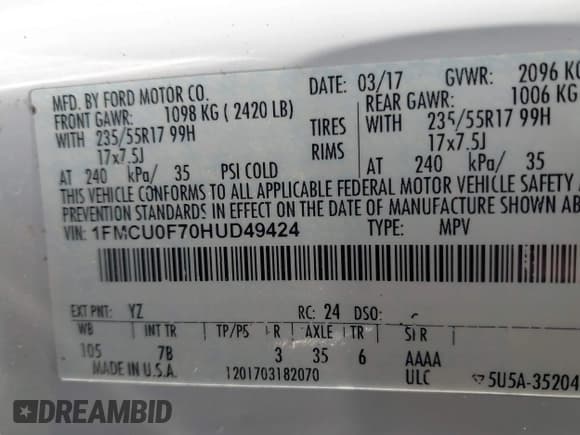 MFD. BY FORD MOTOR CO. DATE: 03/17 GVWR: 2096 KG
FRONT GAWR: 1098 KG ( 2420 LB) REAR GAWR: 1006 KG
WITH 235/55R17 99H TIRES WITH 235/55R17 99H
17x7.5J RIMS 17x7.5J
AT 240 kPa/ 35 PSI COLD AT 240 kPa/ 35
THIS VEHICLE CONFORMS TO ALL APPLICABLE FEDERAL MOTOR VEHICLE SAFETY A
PREVENTION STANDARDS IN EFFECT ON THE DATE OF MANUFACTURE SHOWN AB
VIN: 1FMCU0F70HUD49424 TYPE: MPV
EXT PNT: YZ RC: 24 DSO:
WB INT TR TP/PS R AXLE TR
105 7B 3 35 6 AAAA
MADE IN U.S.A. 1201703182070 ULC 5U5A-35204
DREAMBID